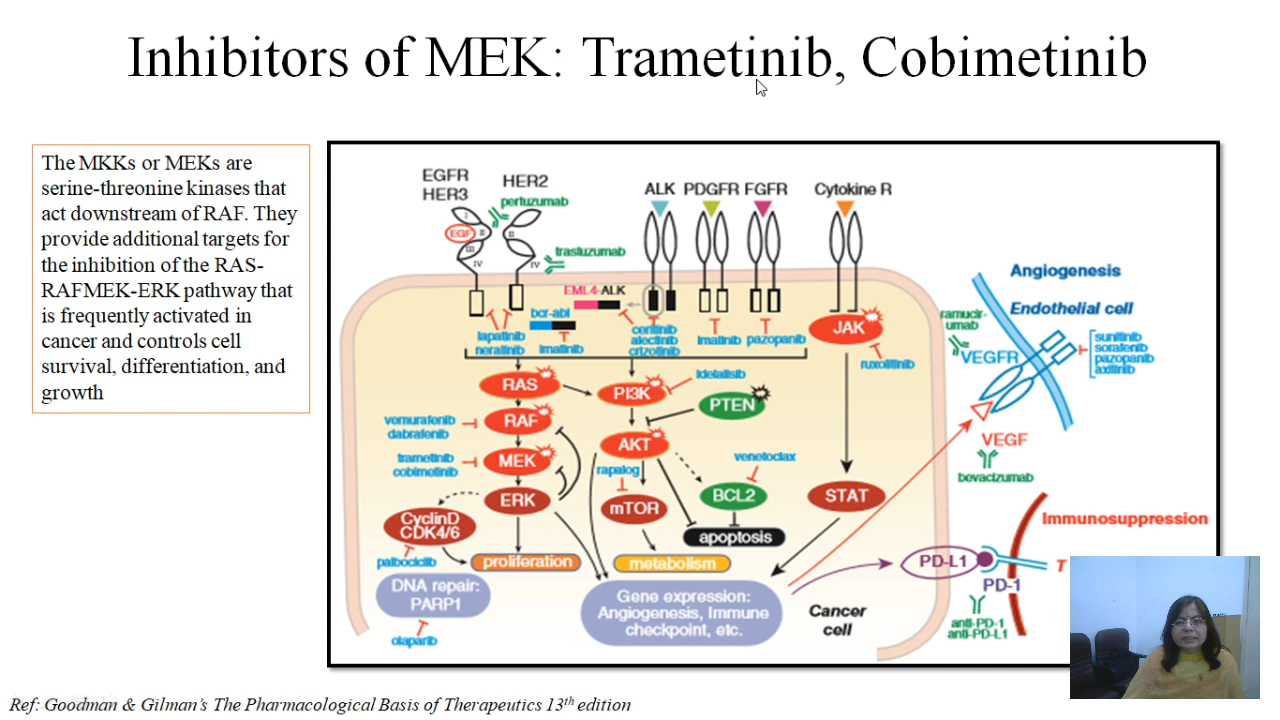 Inhibitors of MEK: Trametinib, Cobimetinib
The MKKs or MEKs are
serine-threonine kinases that
act downstream of RAF. They
provide additional targets for
the inhibition of the RAS-
RAFMEK-ERK pathway that
is frequently activated in
cancer and controls cell
survival, differentiation, and
growth
EGFR
HER3
HER2
pertuzumab
EGF
I
II
III
IV
II
IV
trastuzumab
ALK
PDGFR
FGFR
Cytokine R
EML4-ALK
bcr-abl
lapatinib
neratinib
imatinib
ceritinib
alectinib
crizotinib
imatinib
pazopanib
JAK
ruxolitinib
Angiogenesis
Endothelial cell
ramucir-
umab
VEGFR
sunitinib
sorafenib
pazopanib
axitinib
RAS
PI3K
idelalisib
PTEN
vemurafenib
dabrafenib
RAF
AKT
trametinib
cobimetinib
MEK
rapalog
venetoclax
VEGF
bevacizumab
ERK
mTOR
BCL2
STAT
CyclinD
CDK4/6
apoptosis
Immunosuppression
palbociclib
proliferation
metabolism
PD-L1
PD-1
T
DNA repair:
PARP1
Gene expression:
Angiogenesis, Immune
checkpoint, etc.
Cancer
cell
anti-PD-1
anti-PD-L1
olaparib
Ref: Goodman & Gilman's The Pharmacological Basis of Therapeutics 13th edition